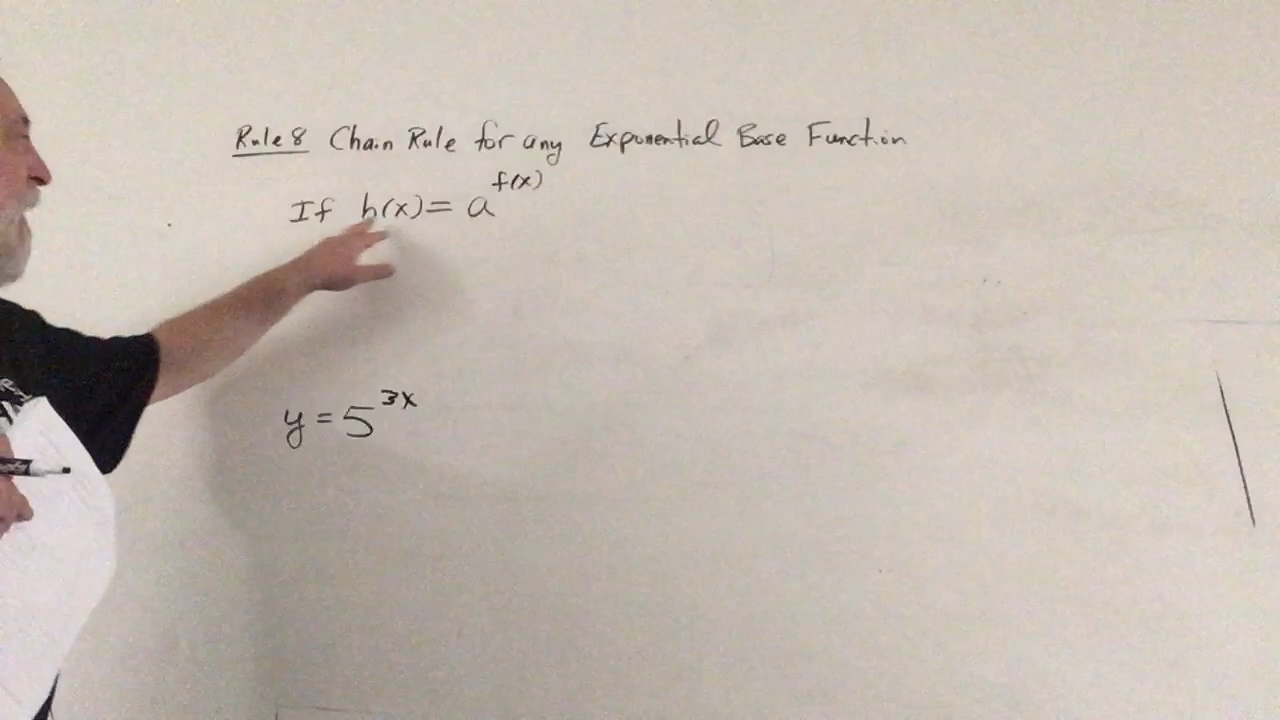 Rule 8 Chain Rule for any Exponential Base Function
If h(x) = a^f(x)
y = 5^3x